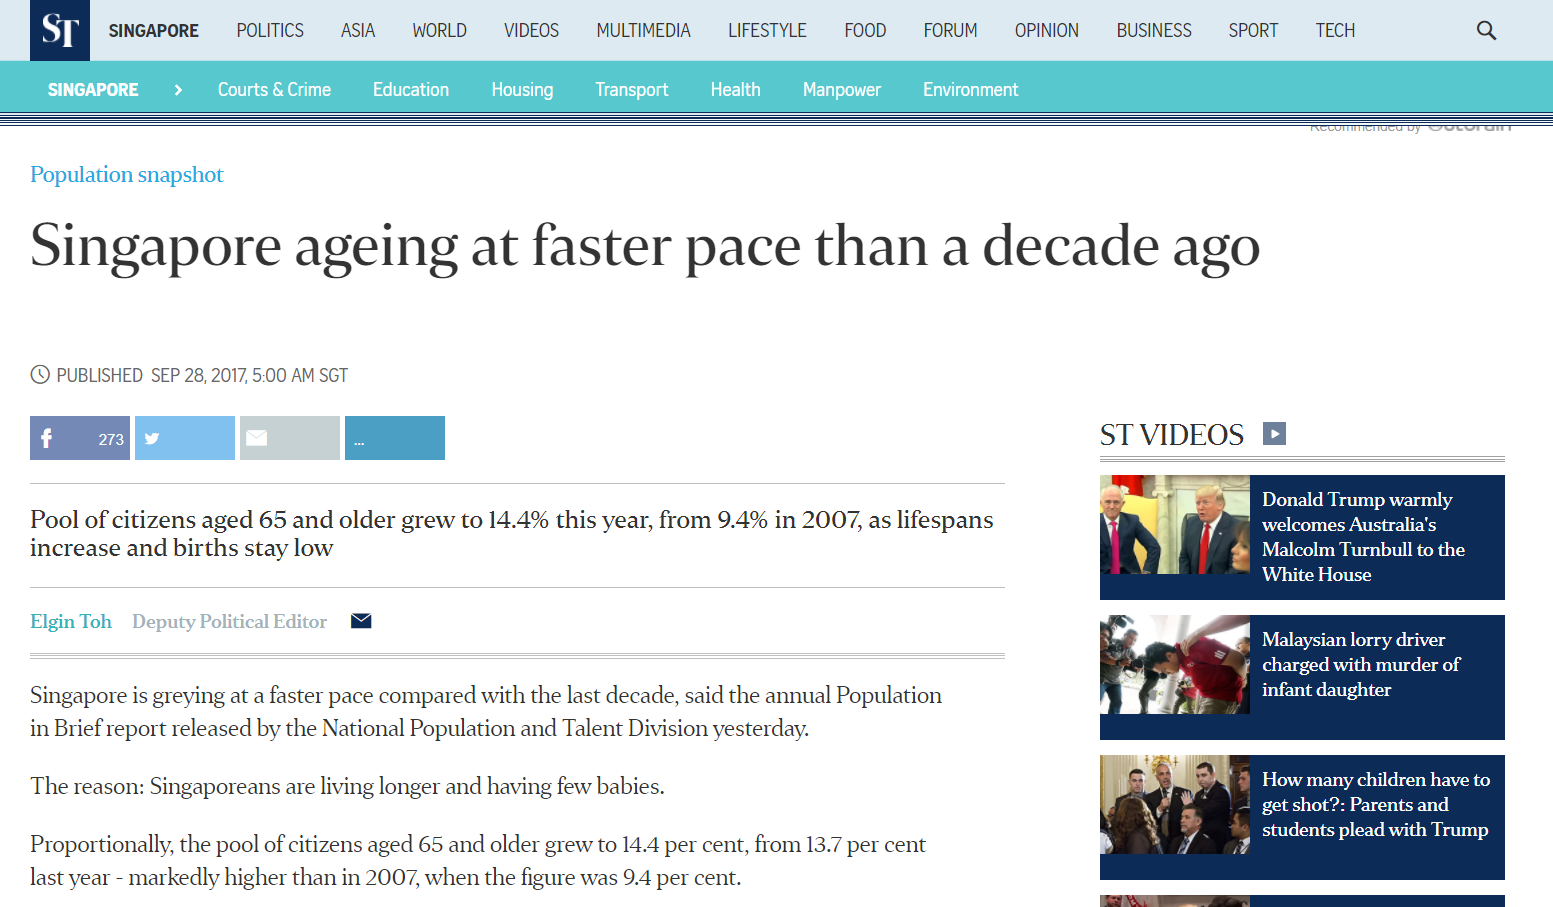 ST
SINGAPORE POLITICS ASIA WORLD VIDEOS MULTIMEDIA LIFESTYLE FOOD FORUM OPINION BUSINESS SPORT TECH
SINGAPORE Courts & Crime Education Housing Transport Health Manpower Environment
Recommended by
Population snapshot
Singapore ageing at faster pace than a decade ago
PUBLISHED SEP 28, 2017, 5:00 AM SGT
273
...
Pool of citizens aged 65 and older grew to 14.4% this year, from 9.4% in 2007, as lifespans
increase and births stay low
Elgin Toh Deputy Political Editor
Singapore is greying at a faster pace compared with the last decade, said the annual Population
in Brief report released by the National Population and Talent Division yesterday.
The reason: Singaporeans are living longer and having few babies.
Proportionally, the pool of citizens aged 65 and older grew to 14.4 per cent, from 13.7 per cent
last year - markedly higher than in 2007, when the figure was 9.4 per cent.
ST VIDEOS
Donald Trump warmly
welcomes Australia's
Malcolm Turnbull to the
White House
Malaysian lorry driver
charged with murder of
infant daughter
How many children have to
get shot?: Parents and
students plead with Trump